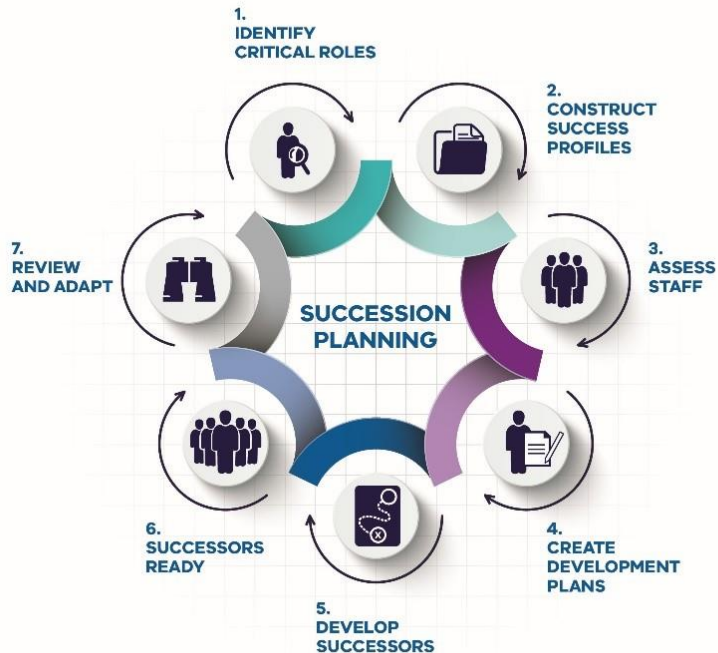 1.
IDENTIFY
CRITICAL ROLES
2.
CONSTRUCT
SUCCESS
PROFILES
3.
ASSESS
STAFF
4.
CREATE
DEVELOPMENT
PLANS
5.
DEVELOP
SUCCESSORS
6.
SUCCESSORS
READY
7.
REVIEW
AND ADAPT
SUCCESSION
PLANNING